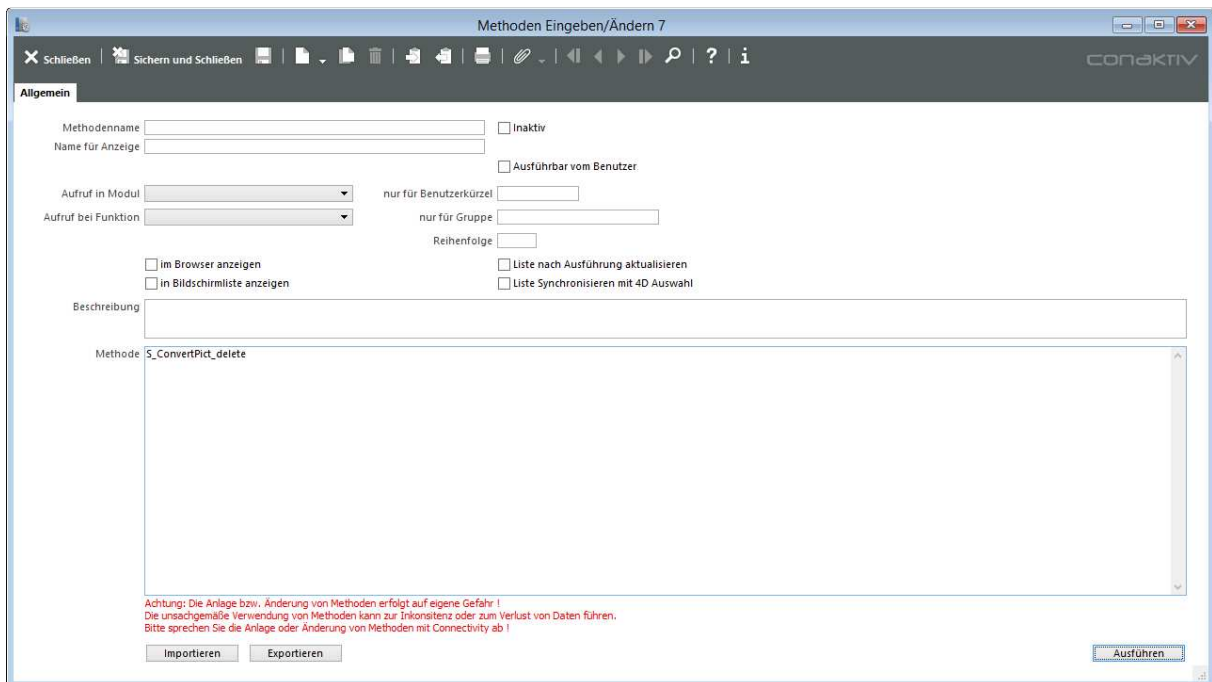 Methoden Eingeben/Ändern 7
Schließen Sichern und Schließen ? i conaktiv
Allgemein
Methodenname Inaktiv
Name für Anzeige
Ausführbar vom Benutzer
Aufruf in Modul nur für Benutzerkürzel
Aufruf bei Funktion nur für Gruppe
Reihenfolge
im Browser anzeigen Liste nach Ausführung aktualisieren
in Bildschirmliste anzeigen Liste Synchronisieren mit 4D Auswahl
Beschreibung
Methode S_ConvertPict_delete
Achtung: Die Anlage bzw. Änderung von Methoden erfolgt auf eigene Gefahr !
Die unsachgemäße Verwendung von Methoden kann zur Inkonsitenz oder zum Verlust von Daten führen.
Bitte sprechen Sie die Anlage oder Änderung von Methoden mit Connectivity ab !
Importieren Exportieren Ausführen